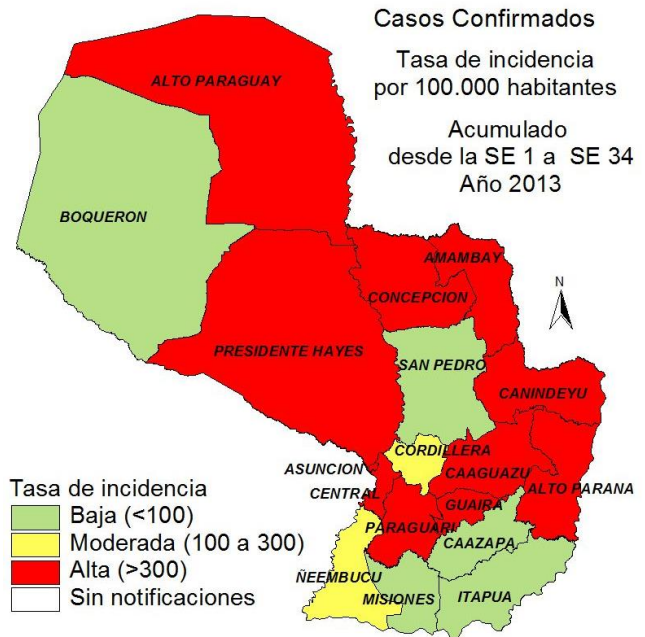 Casos Confirmados
Tasa de incidencia
por 100.000 habitantes
Acumulado
desde la SE 1 a SE 34
Año 2013
ALTO PARAGUAY
BOQUERON
AMAMBAY
N
CONCEPCION
PRESIDENTE HAYES
SAN PEDRO
CANINDEYU
CORDILLERA
ASUNCION
CAAGUAZU
CENTRAL
ALTO PARANA
GUAIRA
PARAGUARI
CAAZAPA
ÑEEMBUCU
MISIONES
ITAPUA
Tasa de incidencia
Baja (<100)
Moderada (100 a 300)
Alta (>300)
Sin notificaciones